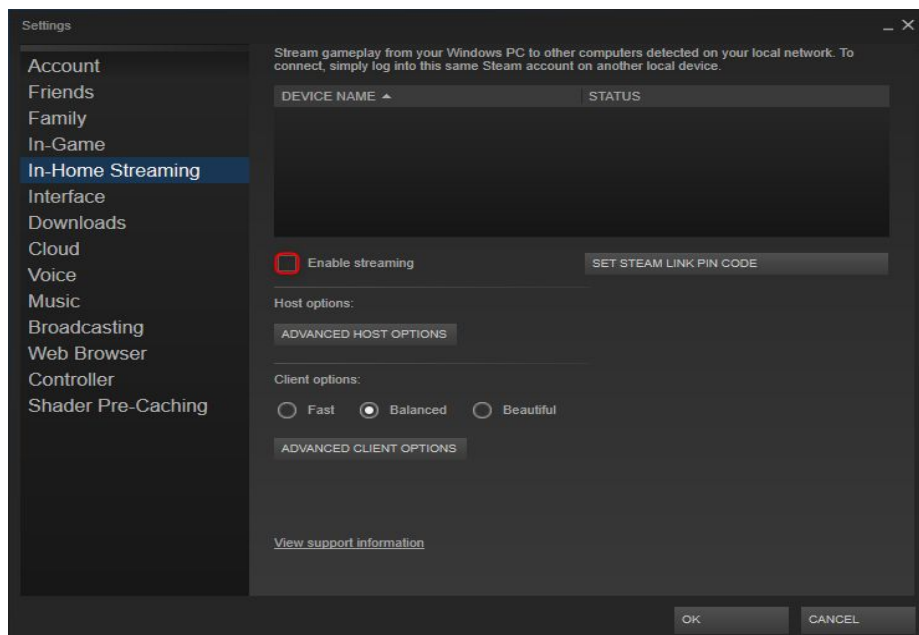 Settings
Account
Friends
Family
In-Game
In-Home Streaming
Interface
Downloads
Cloud
Voice
Music
Broadcasting
Web Browser
Controller
Shader Pre-Caching
Stream gameplay from your Windows PC to other computers detected on your local network. To
connect, simply log into this same Steam account on another local device.
DEVICE NAME STATUS
Enable streaming SET STEAM LINK PIN CODE
Host options:
ADVANCED HOST OPTIONS
Client options:
Fast Balanced Beautiful
ADVANCED CLIENT OPTIONS
View support information
OK CANCEL